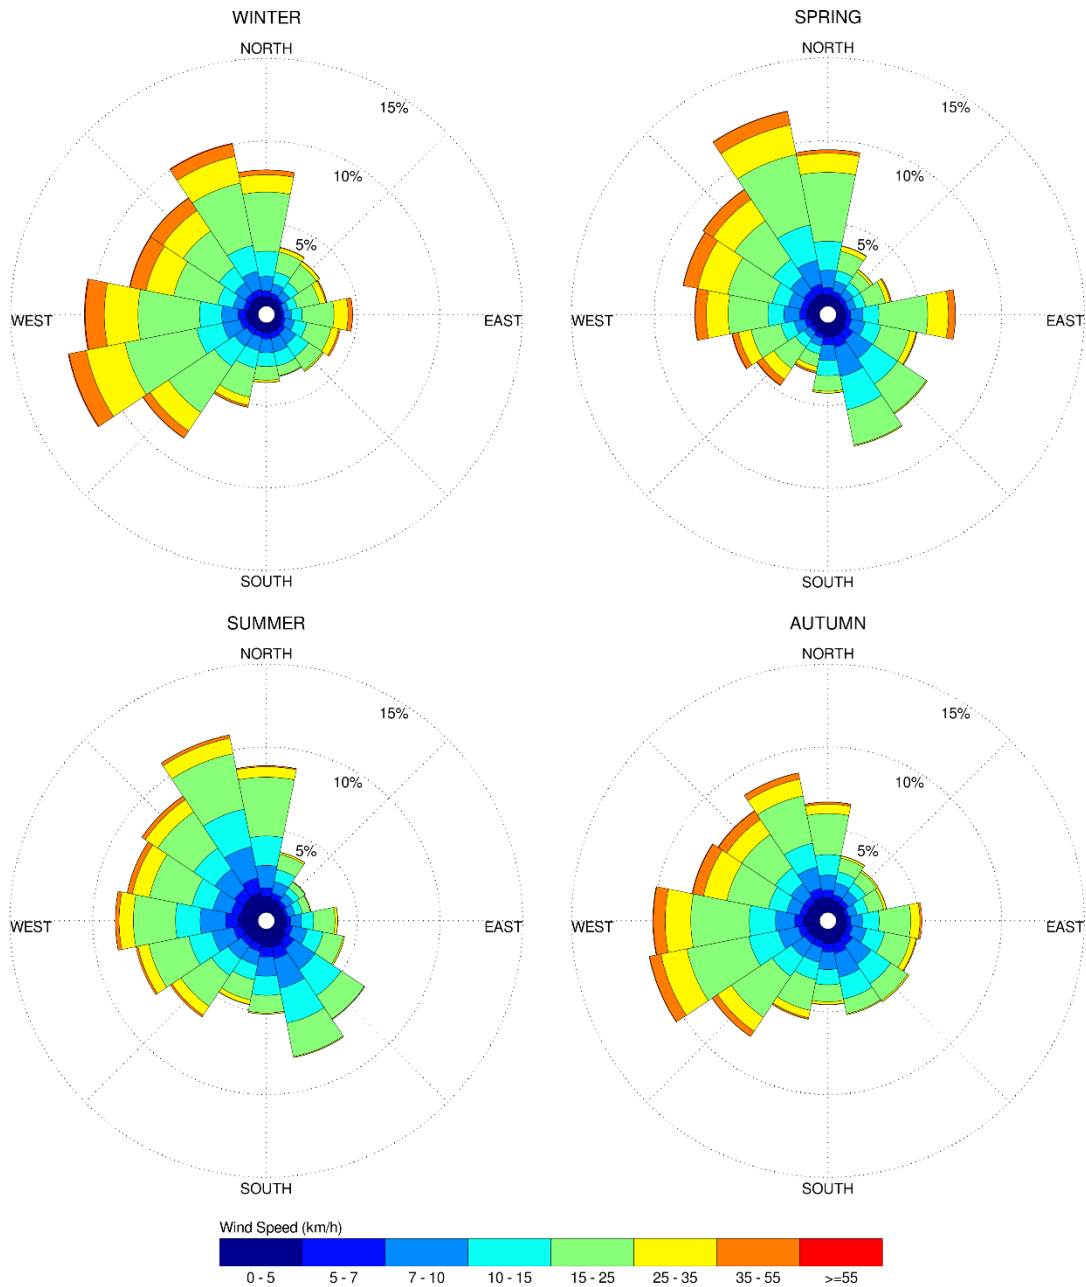 WINTER
NORTH
15%
10%
5%
WEST
EAST
SOUTH
SPRING
NORTH
15%
10%
5%
WEST
EAST
SOUTH
SUMMER
NORTH
15%
10%
5%
WEST
EAST
SOUTH
AUTUMN
NORTH
15%
10%
5%
WEST
EAST
SOUTH
Wind Speed (km/h)
0 - 5 5 - 7 7 - 10 10 - 15 15 - 25 25 - 35 35 - 55 >=55